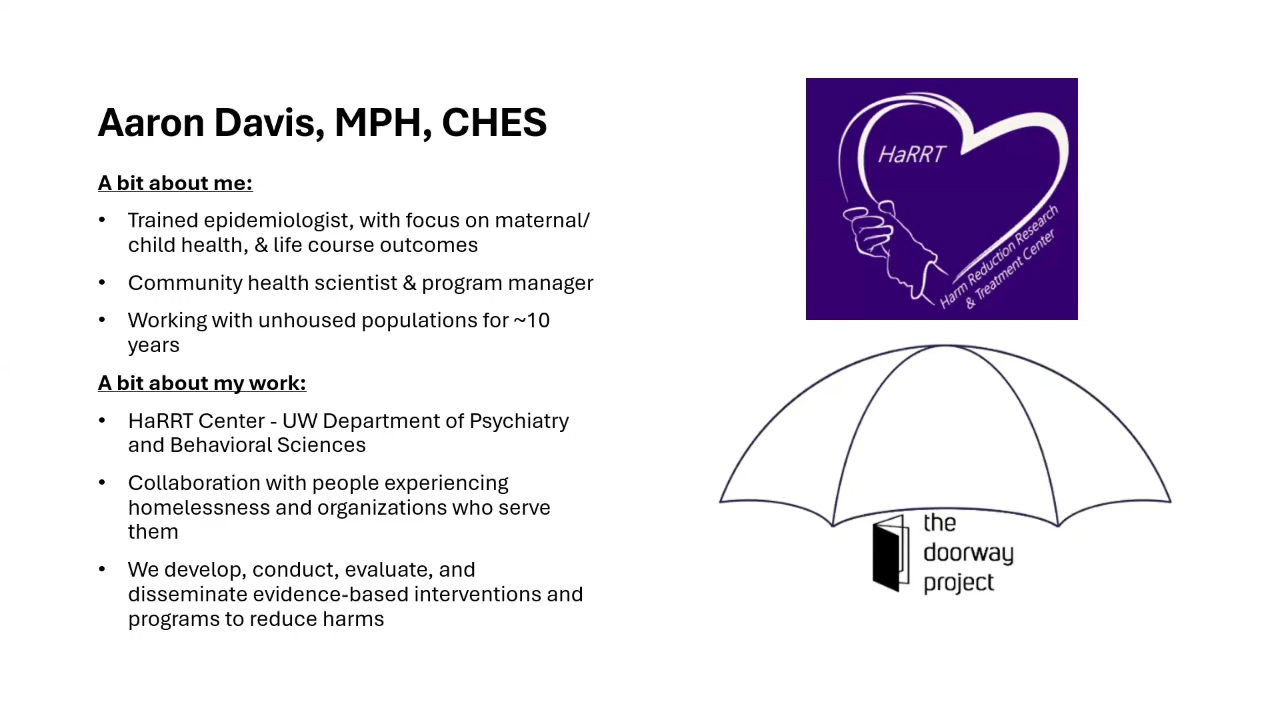 Aaron Davis, MPH, CHES
A bit about me:
• Trained epidemiologist, with focus on maternal/
child health, & life course outcomes
• Community health scientist & program manager
• Working with unhoused populations for ~10
years
A bit about my work:
• HaRRT Center - UW Department of Psychiatry
and Behavioral Sciences
• Collaboration with people experiencing
homelessness and organizations who serve
them
• We develop, conduct, evaluate, and
disseminate evidence-based interventions and
programs to reduce harms
HaRRT
Harm Reduction Research
& Treatment Center
the
doorway
project